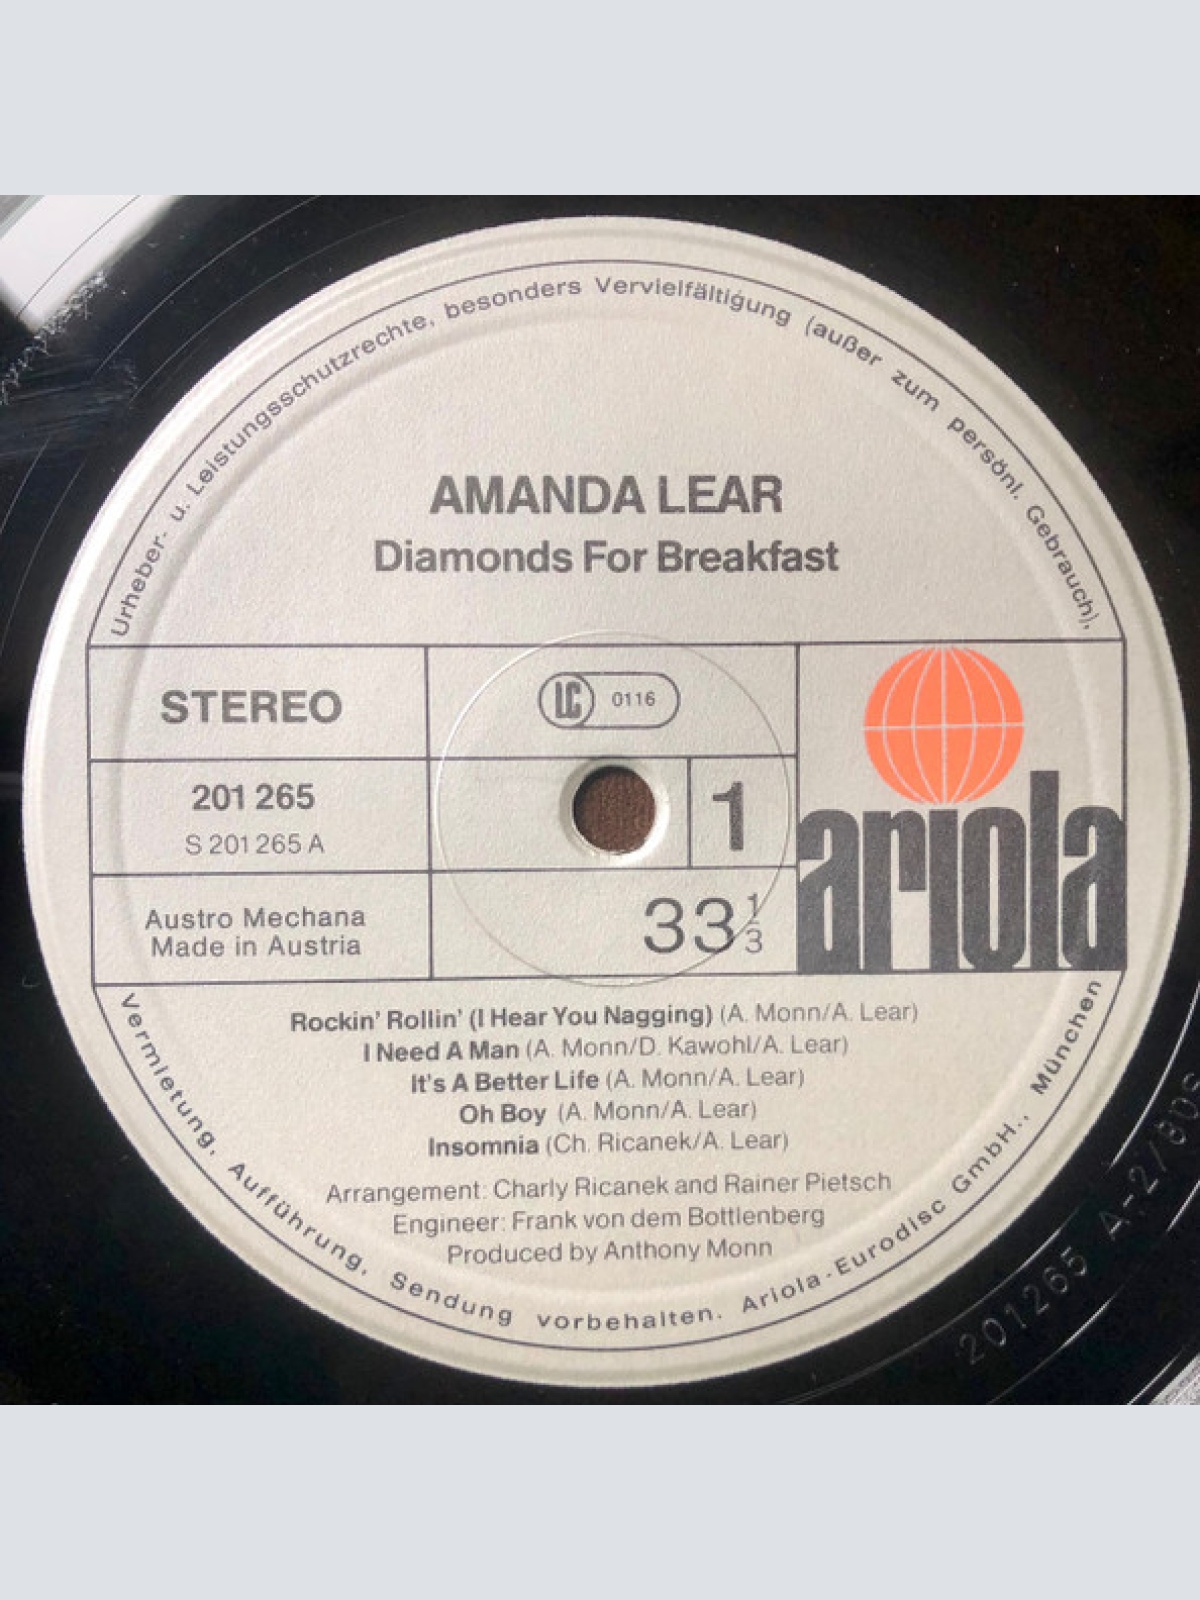 Urheber- u. Leistungsschutzrechte, besonders Vervielfältigung (außer zum persönl. Gebrauch),
AMANDA LEAR
Diamonds For Breakfast
STEREO
LC 0116
201 265
S 201 265 A
1
ariola
Austro Mechana
Made in Austria
33 1/3
Rockin' Rollin' (I Hear You Nagging) (A. Monn/A. Lear)
I Need A Man (A. Monn/D. Kawohl/A. Lear)
It's A Better Life (A. Monn/A. Lear)
Oh Boy (A. Monn/A. Lear)
Insomnia (Ch. Ricanek/A. Lear)
Arrangement: Charly Ricanek and Rainer Pietsch
Engineer: Frank von dem Bottlenberg
Produced by Anthony Monn
Vermietung, Aufführung, Sendung vorbehalten. Ariola-Eurodisc GmbH., München
201265 A-2/80S